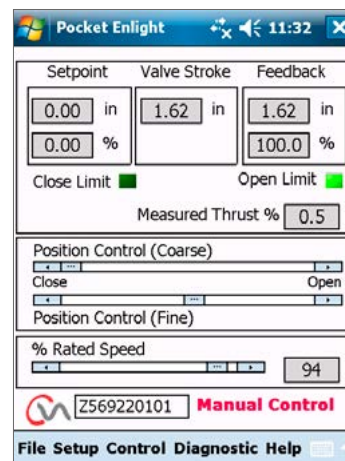 Pocket Enlight 11:32 X
Setpoint Valve Stroke Feedback
0.00 in 1.62 in 1.62 in
0.00 % 100.0 %
Close Limit Open Limit
Measured Thrust % 0.5
Position Control (Coarse)
Close Open
Position Control (Fine)
% Rated Speed
94
Z569220101 Manual Control
File Setup Control Diagnostic Help